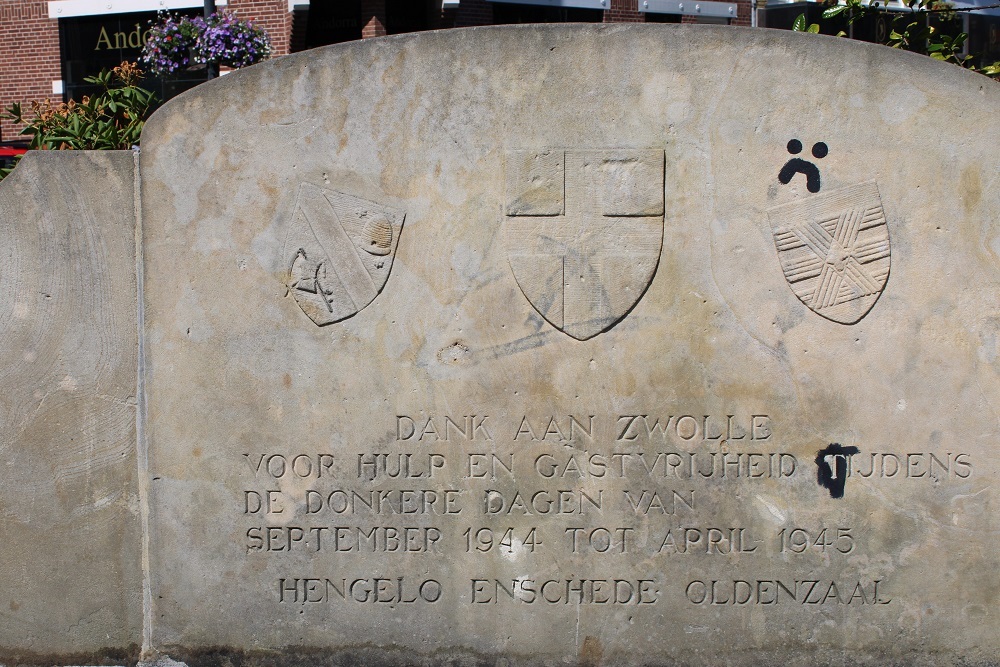 Ando
DANK AAN ZWOLLE
VOOR HULP EN GASTVRIJHEID TIJDENS
DE DONKERE DAGEN VAN
SEPTEMBER 1944 TOT APRIL 1945
HENGELO ENSCHEDE OLDENZAAL